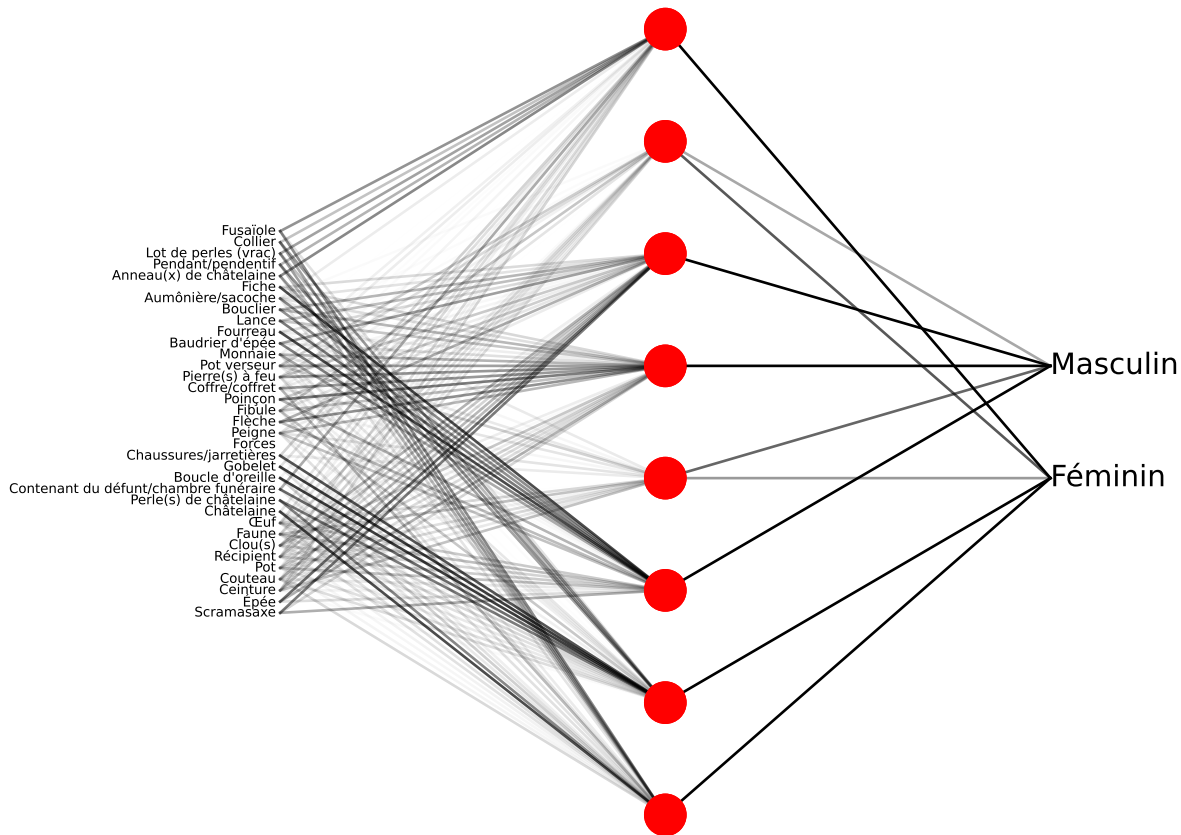 Fusaïole
Collier
Lot de perles (vrac)
Pendant/pendentif
Anneau(x) de châtelaine
Fiche
Aumônière/sacoche
Bouclier
Lance
Fourreau
Baudrier d'épée
Monnaie
Pot verseur
Pierre(s) à feu
Coffre/coffret
Poinçon
Fibule
Flèche
Peigne
Forces
Chaussures/jarretières
Gobelet
Boucle d'oreille
Contenant du défunt/chambre funéraire
Perle(s) de châtelaine
Châtelaine
Œuf
Faune
Clou(s)
Récipient
Pot
Couteau
Ceinture
Épée
Scramasaxe
Masculin
Féminin